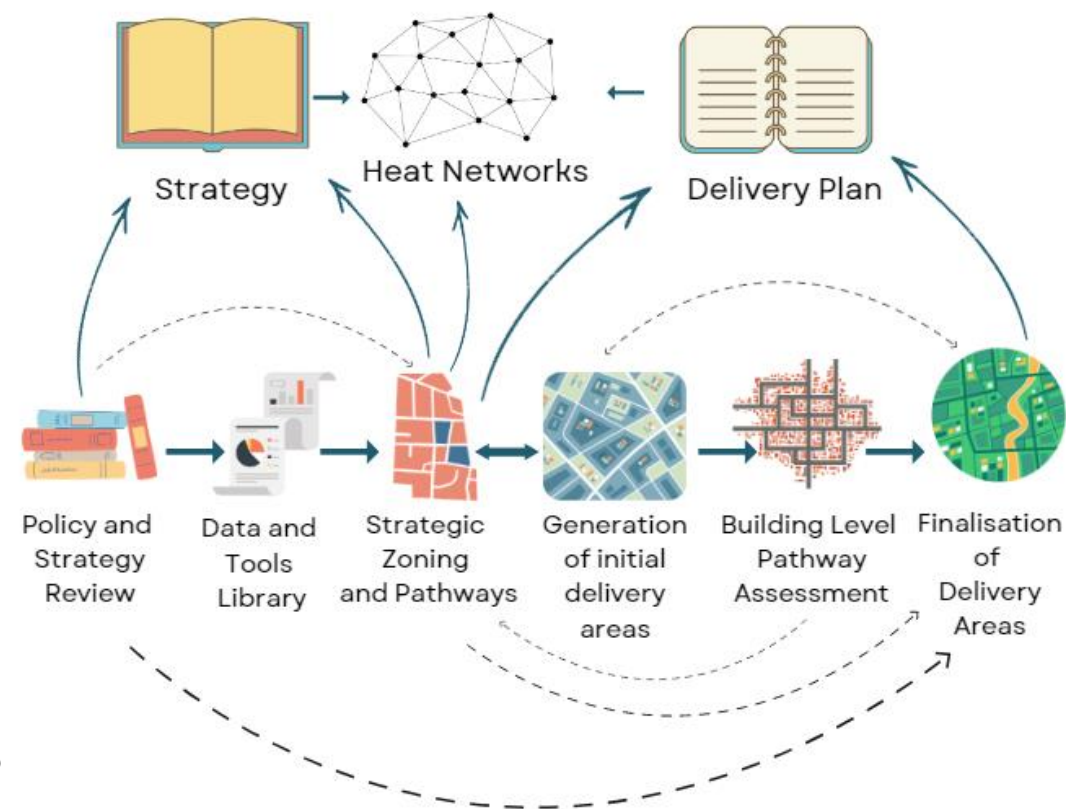 Strategy
Heat Networks
Delivery Plan
Policy and
Strategy
Review
Data and
Tools
Library
Strategic
Zoning
and Pathways
Generation
of initial
delivery
areas
Building Level
Pathway
Assessment
Finalisation
of
Delivery
Areas